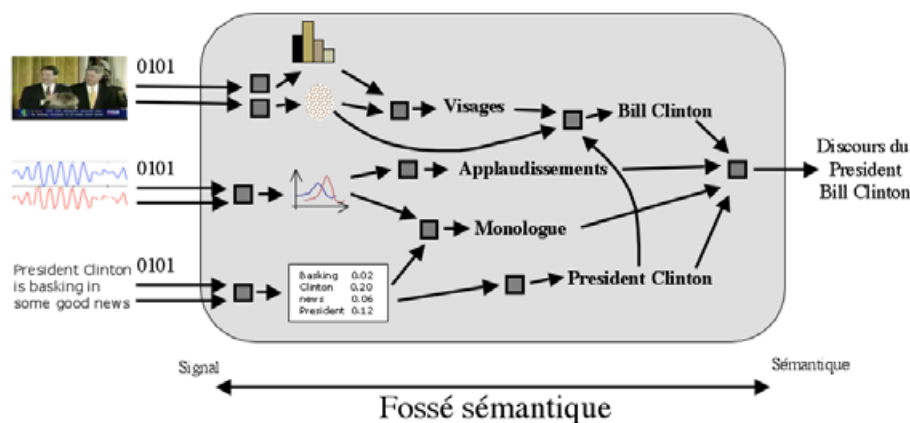 0101
Visages
Bill Clinton
0101
Applaudissements
Discours du
President
Bill Clinton
Monologue
0101
President Clinton
is basking in
some good news
Basking 0.02
Clinton 0.20
news 0.06
President 0.12
President Clinton
Signal
Sémantique
Fossé sémantique